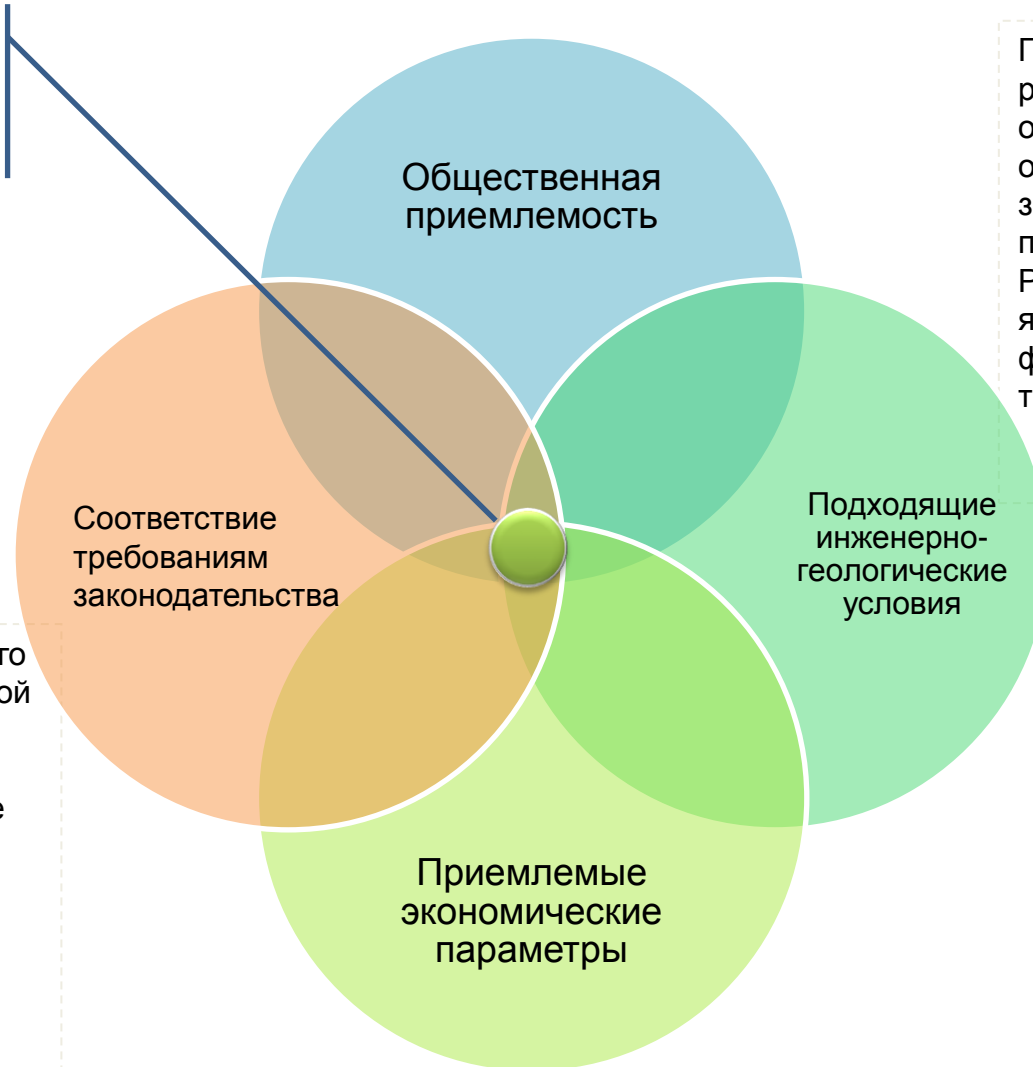 Общественная
приемлемость
Соответствие
требованиям
законодательства
Подходящие
инженерно-
геологические
условия
Приемлемые
экономические
параметры